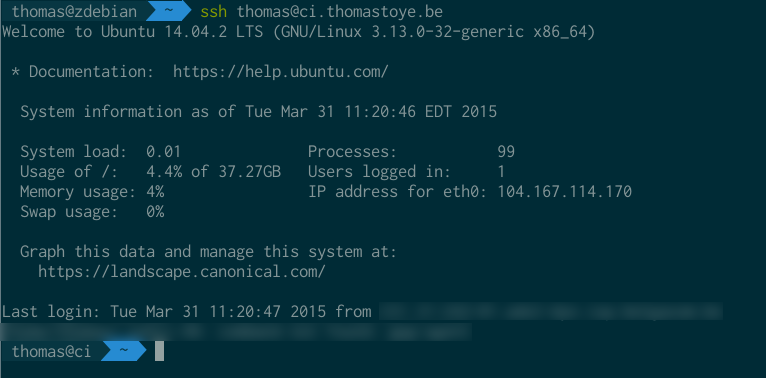 thomas@zdebian ~ ssh thomas@ci.thomastoye.be
Welcome to Ubuntu 14.04.2 LTS (GNU/Linux 3.13.0-32-generic x86_64)
* Documentation: https://help.ubuntu.com/
System information as of Tue Mar 31 11:20:46 EDT 2015
System load: 0.01 Processes: 99
Usage of /: 4.4% of 37.27GB Users logged in: 1
Memory usage: 4% IP address for eth0: 104.167.114.170
Swap usage: 0%
Graph this data and manage this system at:
https://landscape.canonical.com/
Last login: Tue Mar 31 11:20:47 2015 from
thomas@ci ~